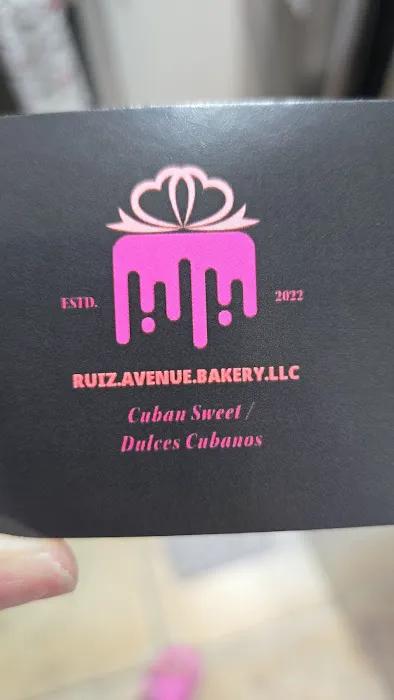 ESTD. 2022
RUIZ.AVENUE.BAKERY.LLC
Cuban Sweet /
Dulces Cubanos